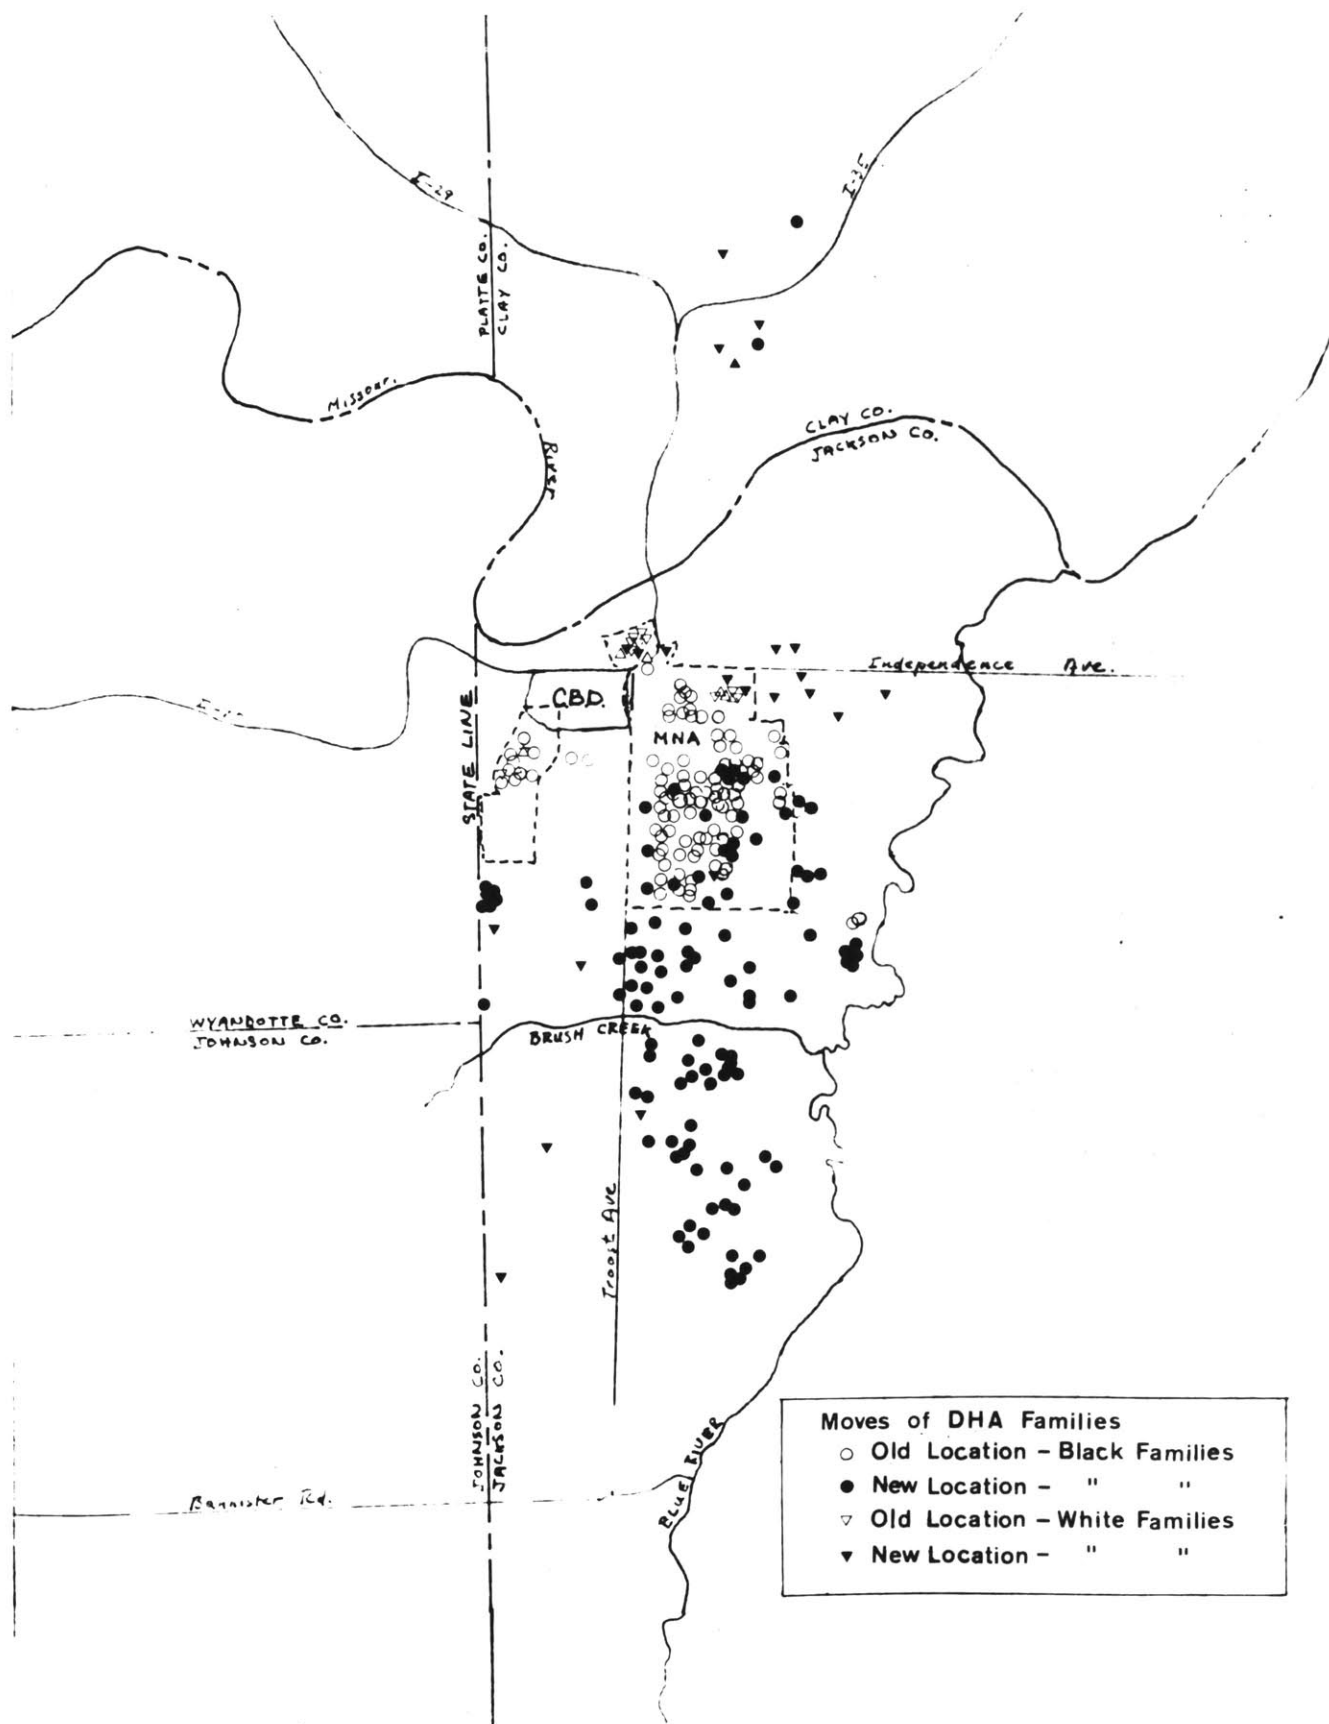 I-29
I-35
PLATTE CO.
CLAY CO.
Missouri
River
CLAY CO.
JACKSON CO.
Independence Ave.
C.B.D.
MNA
STATE LINE
WYANDOTTE CO.
JOHNSON CO.
BRUSH CREEK
Troost Ave
JOHNSON CO.
JACKSON CO.
Bannister Rd.
BLUE RIVER
Moves of DHA Families
○ Old Location – Black Families
● New Location – " "
▽ Old Location – White Families
▼ New Location – " "